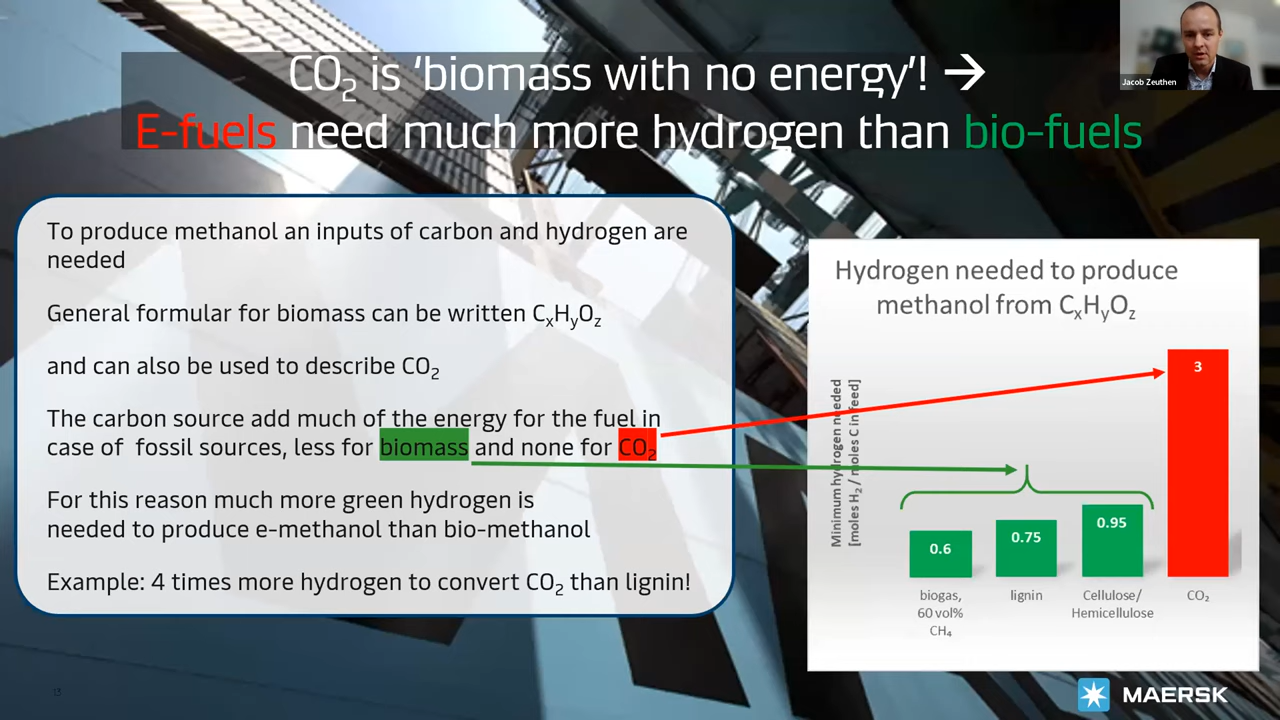 CO₂ is ‘biomass with no energy’! →
E-fuels need much more hydrogen than bio-fuels
Jacob Zeuthen
To produce methanol an inputs of carbon and hydrogen are
needed
General formular for biomass can be written CₓHᵧO_z
and can also be used to describe CO₂
The carbon source add much of the energy for the fuel in
case of fossil sources, less for biomass and none for CO₂
For this reason much more green hydrogen is
needed to produce e-methanol than bio-methanol
Example: 4 times more hydrogen to convert CO₂ than lignin!
Hydrogen needed to produce
methanol from CₓHᵧO_z
Minimum hydrogen needed
[moles H₂ / moles C in feed]
0.6
0.75
0.95
3
biogas,
60 vol%
CH₄
lignin
Cellulose/
Hemicellulose
CO₂
MAERSK